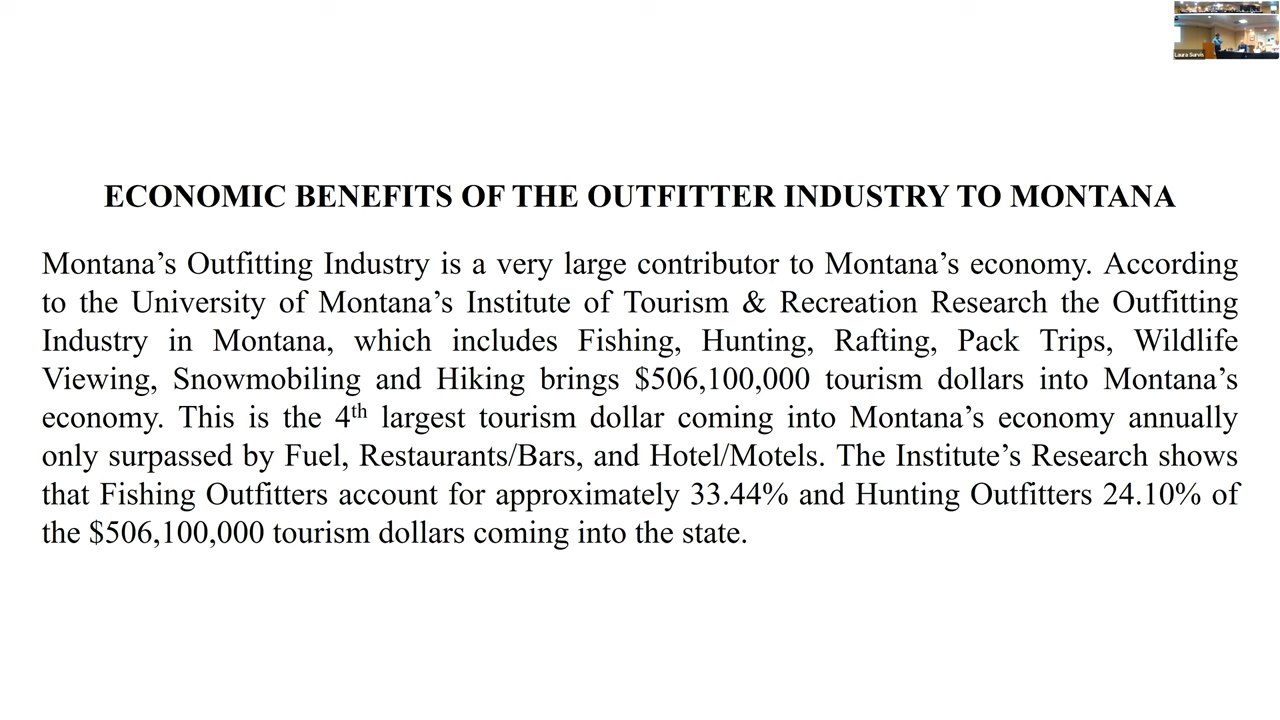 Laura Survis
ECONOMIC BENEFITS OF THE OUTFITTER INDUSTRY TO MONTANA
Montana’s Outfitting Industry is a very large contributor to Montana’s economy. According
to the University of Montana’s Institute of Tourism & Recreation Research the Outfitting
Industry in Montana, which includes Fishing, Hunting, Rafting, Pack Trips, Wildlife
Viewing, Snowmobiling and Hiking brings $506,100,000 tourism dollars into Montana’s
economy. This is the 4th largest tourism dollar coming into Montana’s economy annually
only surpassed by Fuel, Restaurants/Bars, and Hotel/Motels. The Institute’s Research shows
that Fishing Outfitters account for approximately 33.44% and Hunting Outfitters 24.10% of
the $506,100,000 tourism dollars coming into the state.